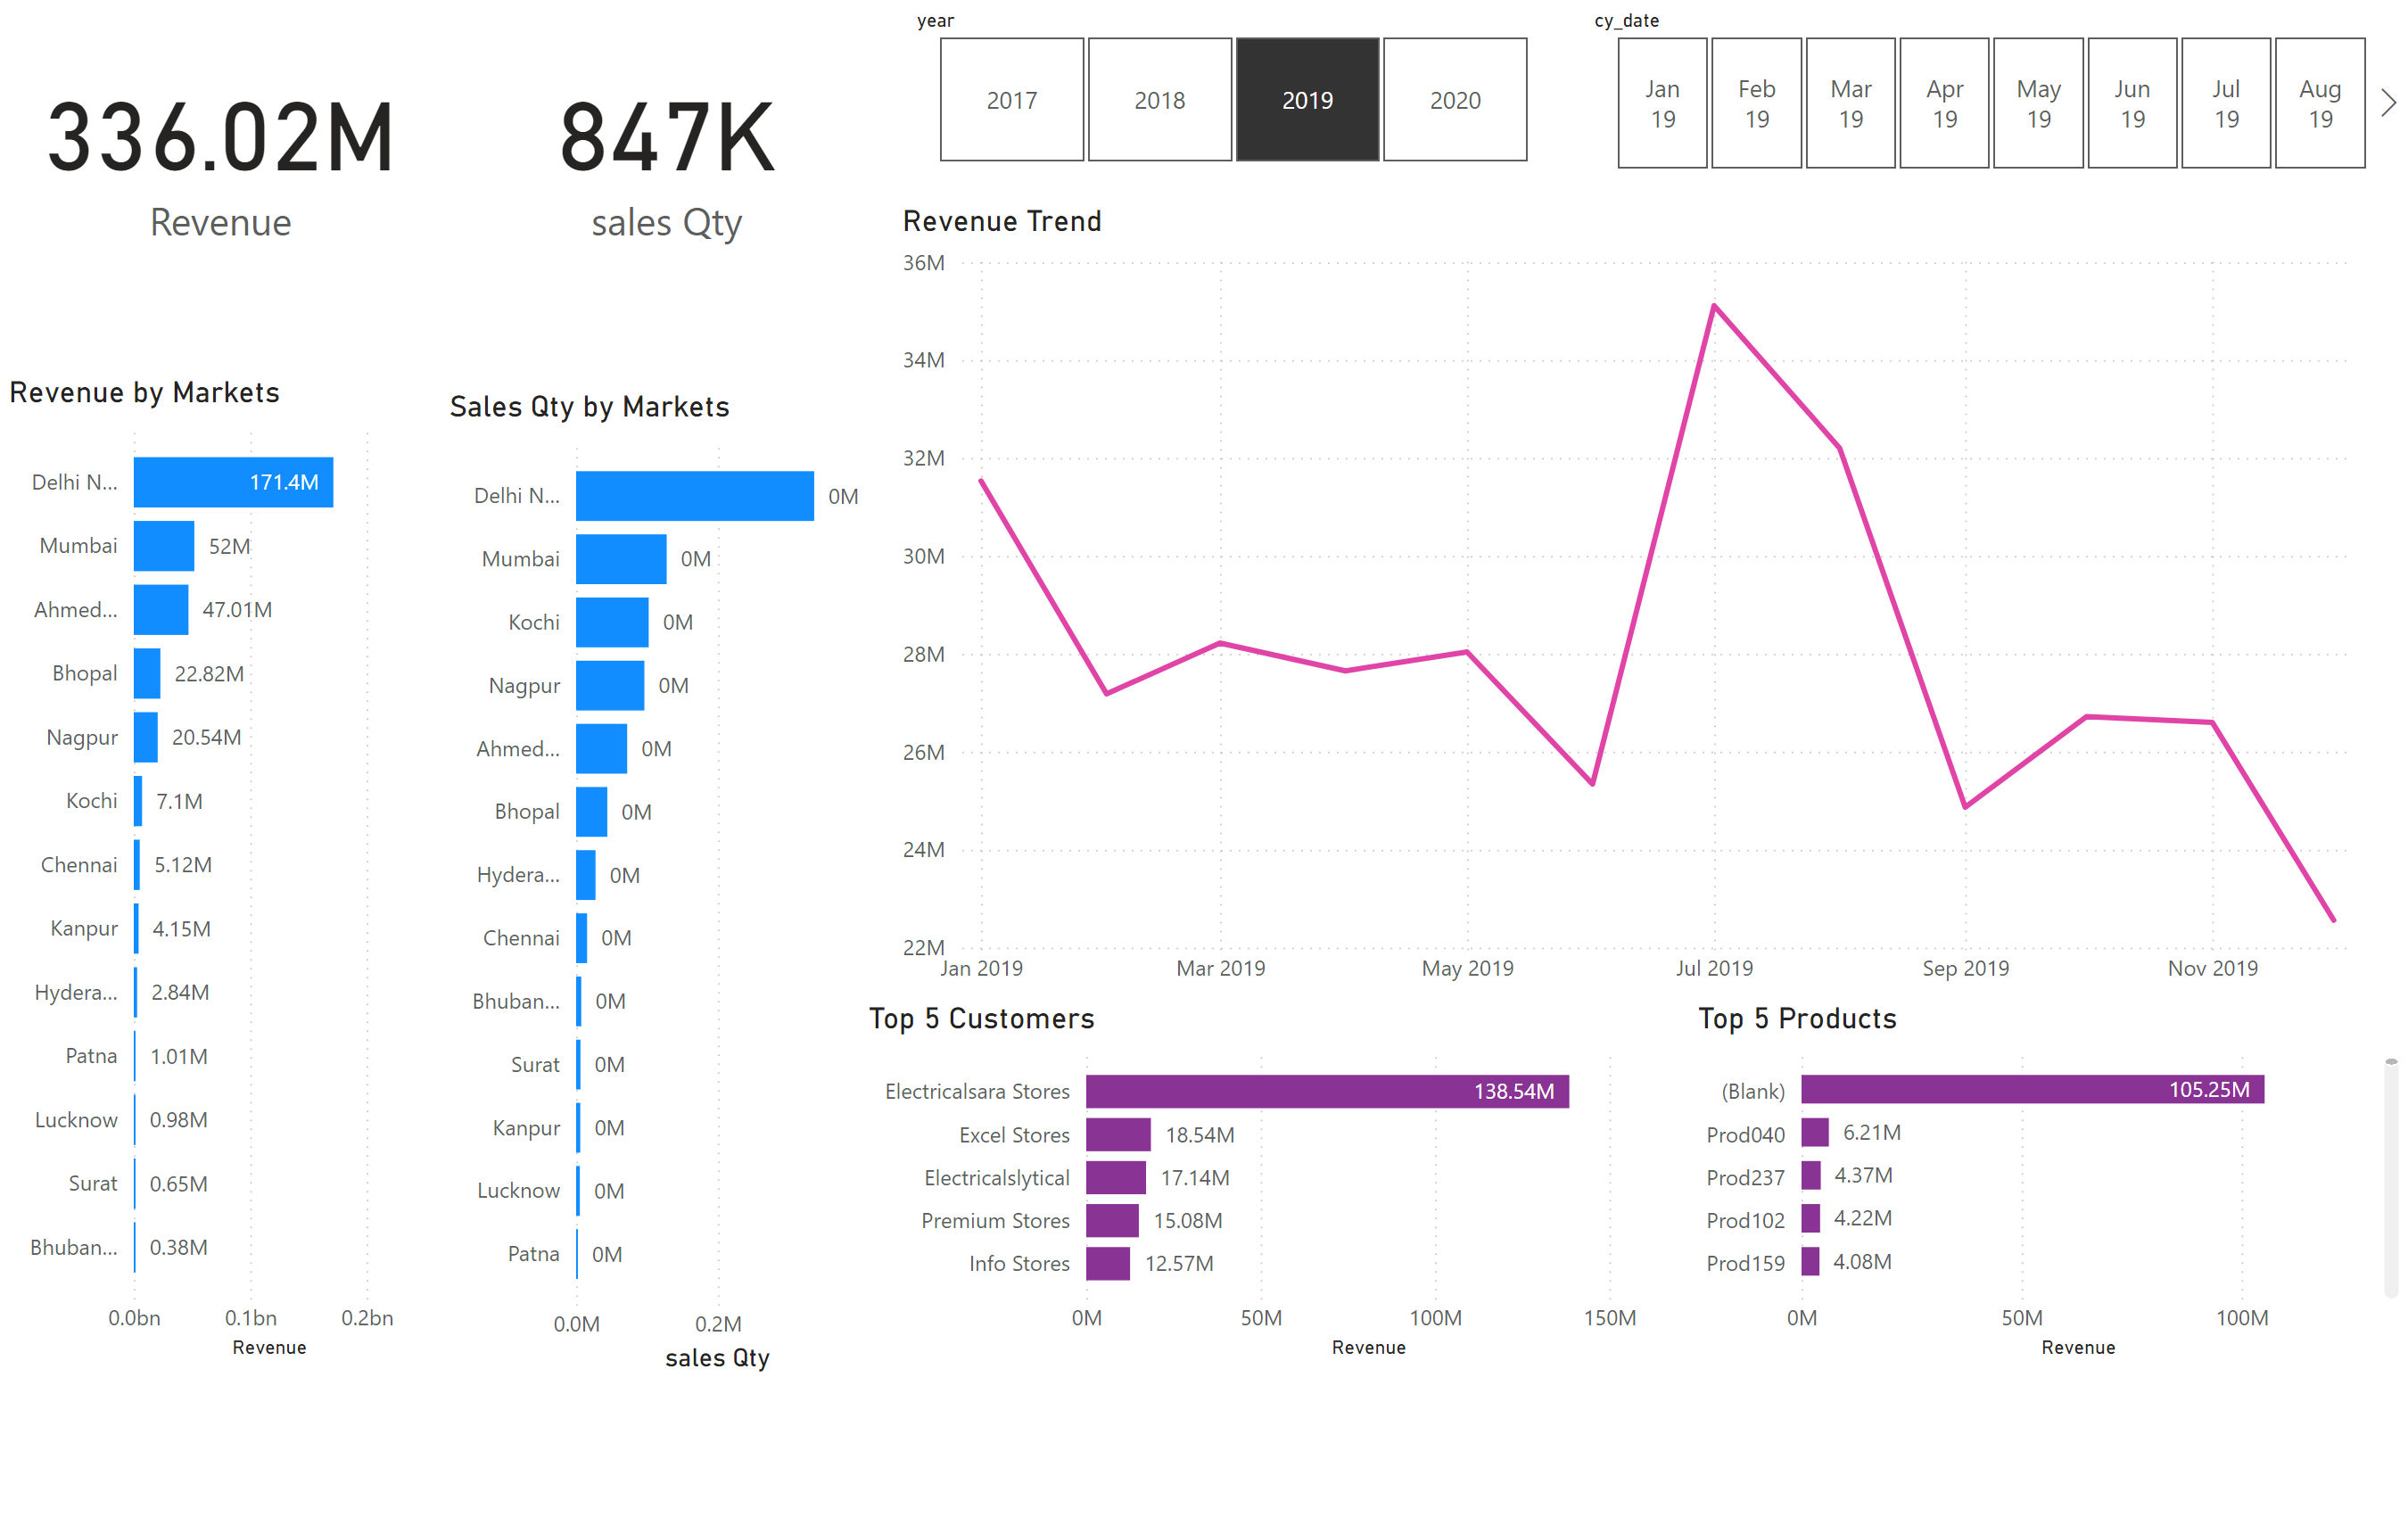 336.02M
Revenue
847K
sales Qty
year
2017
2018
2019
2020
cy_date
Jan
19
Feb
19
Mar
19
Apr
19
May
19
Jun
19
Jul
19
Aug
19
Revenue by Markets
Delhi N...
171.4M
Mumbai
52M
Ahmed...
47.01M
Bhopal
22.82M
Nagpur
20.54M
Kochi
7.1M
Chennai
5.12M
Kanpur
4.15M
Hydera...
2.84M
Patna
1.01M
Lucknow
0.98M
Surat
0.65M
Bhuban...
0.38M
0.0bn
0.1bn
0.2bn
Revenue
Sales Qty by Markets
Delhi N...
0M
Mumbai
0M
Kochi
0M
Nagpur
0M
Ahmed...
0M
Bhopal
0M
Hydera...
0M
Chennai
0M
Bhuban...
0M
Surat
0M
Kanpur
0M
Lucknow
0M
Patna
0M
0.0M
0.2M
sales Qty
Revenue Trend
36M
34M
32M
30M
28M
26M
24M
22M
Jan 2019
Mar 2019
May 2019
Jul 2019
Sep 2019
Nov 2019
Top 5 Customers
Electricalsara Stores
138.54M
Excel Stores
18.54M
Electricalslytical
17.14M
Premium Stores
15.08M
Info Stores
12.57M
0M
50M
100M
150M
Revenue
Top 5 Products
(Blank)
105.25M
Prod040
6.21M
Prod237
4.37M
Prod102
4.22M
Prod159
4.08M
0M
50M
100M
Revenue